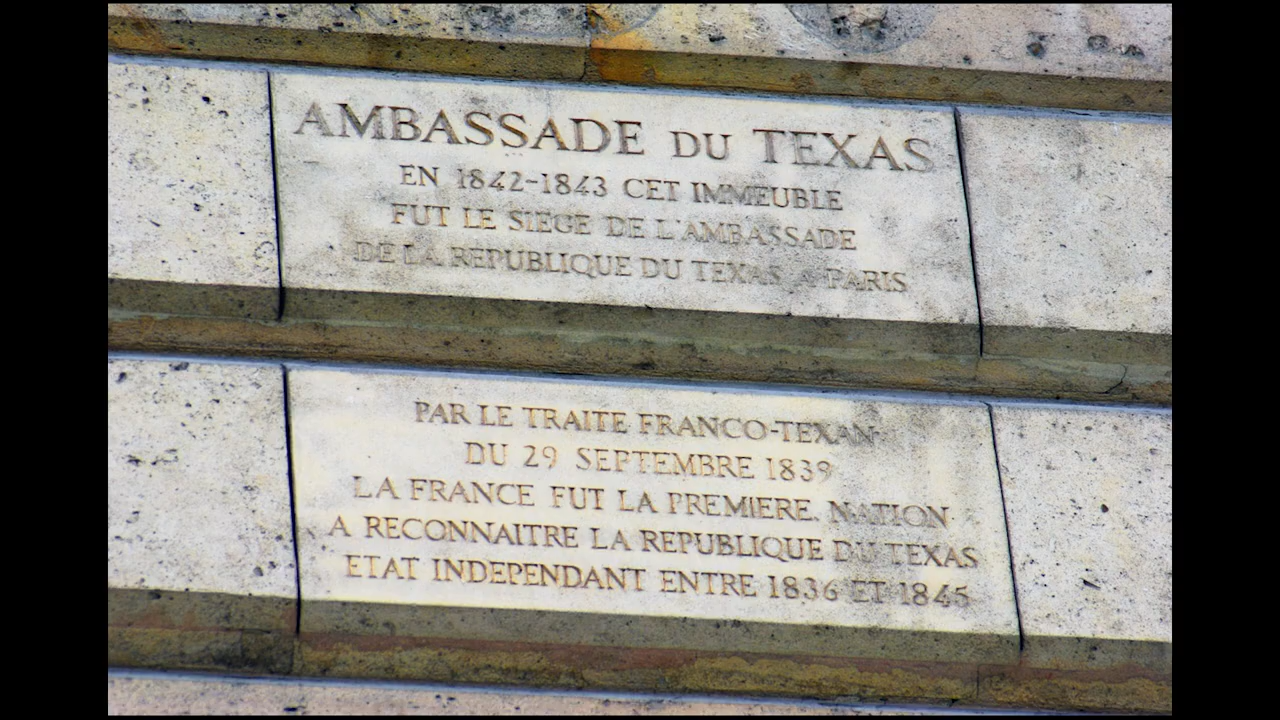 AMBASSADE DU TEXAS
EN 1842-1843 CET IMMEUBLE
FUT LE SIEGE DE L'AMBASSADE
DE LA REPUBLIQUE DU TEXAS A PARIS
PAR LE TRAITE FRANCO-TEXAN
DU 29 SEPTEMBRE 1839
LA FRANCE FUT LA PREMIERE NATION
A RECONNAITRE LA REPUBLIQUE DU TEXAS
ETAT INDEPENDANT ENTRE 1836 ET 1845